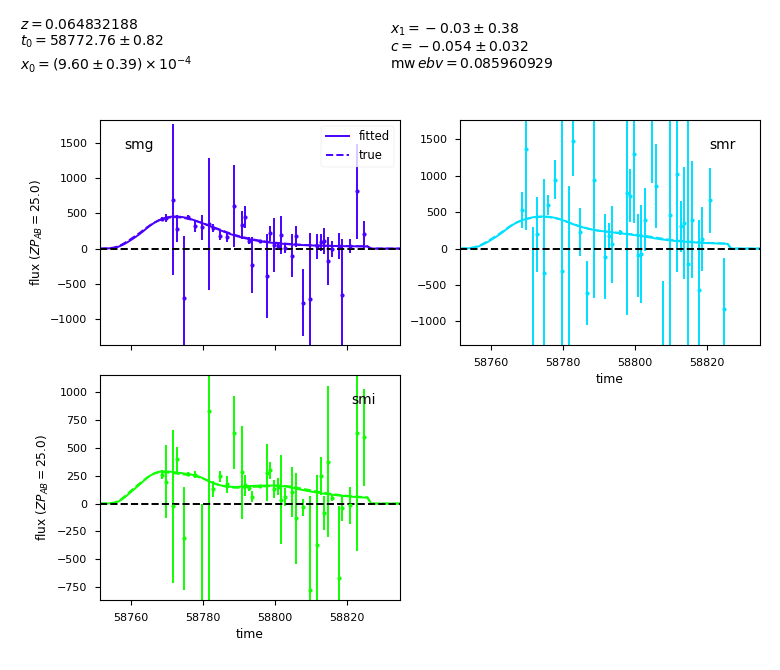 z = 0.064832188
t₀ = 58772.76 ± 0.82
x₀ = (9.60 ± 0.39) × 10⁻⁴
x₁ = −0.03 ± 0.38
c = −0.054 ± 0.032
mw ebv = 0.085960929
smg
fitted
true
1500
1000
500
0
−500
−1000
flux (ZP_AB = 25.0)
smr
1500
1000
500
0
−500
−1000
58760 58780 58800 58820
time
smi
1000
750
500
250
0
−250
−500
−750
flux (ZP_AB = 25.0)
58760 58780 58800 58820
time